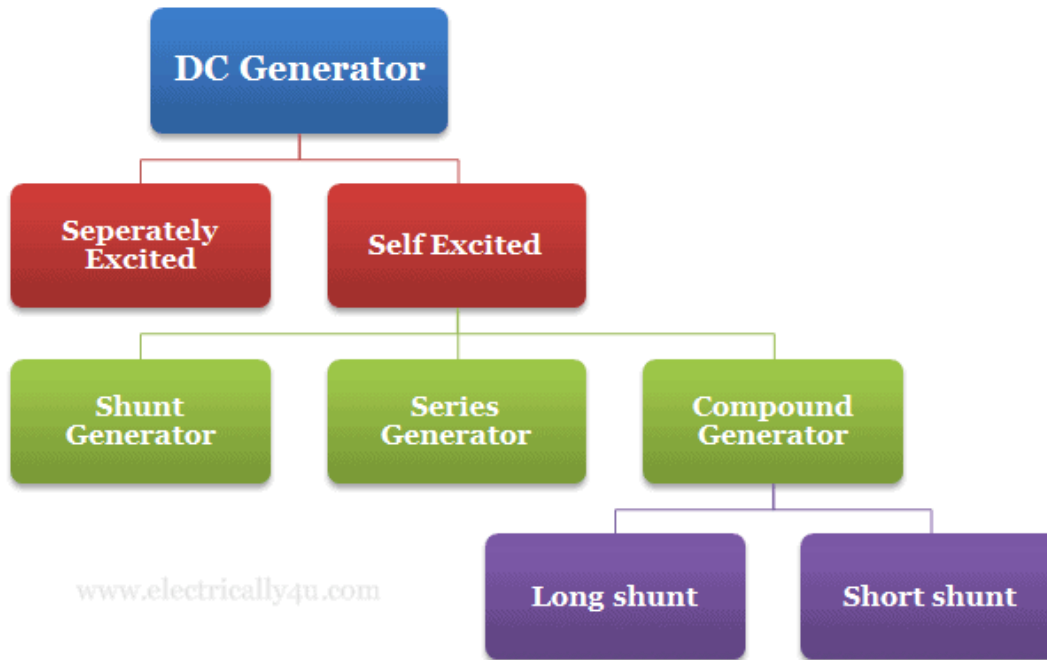 DC Generator
Seperately
Excited
Self Excited
Shunt
Generator
Series
Generator
Compound
Generator
Long shunt
Short shunt
www.electrically4u.com